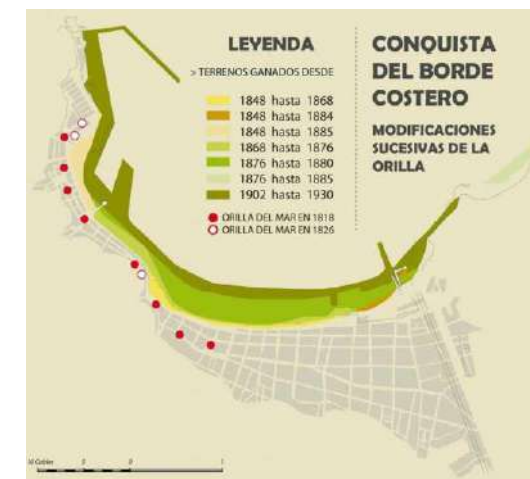 LEYENDA
> TERRENOS GANADOS DESDE
1848 hasta 1868
1848 hasta 1884
1848 hasta 1885
1868 hasta 1876
1876 hasta 1880
1876 hasta 1885
1902 hasta 1930
ORILLA DEL MAR EN 1818
ORILLA DEL MAR EN 1826
CONQUISTA
DEL BORDE
COSTERO
MODIFICACIONES
SUCESIVAS DE LA
ORILLA